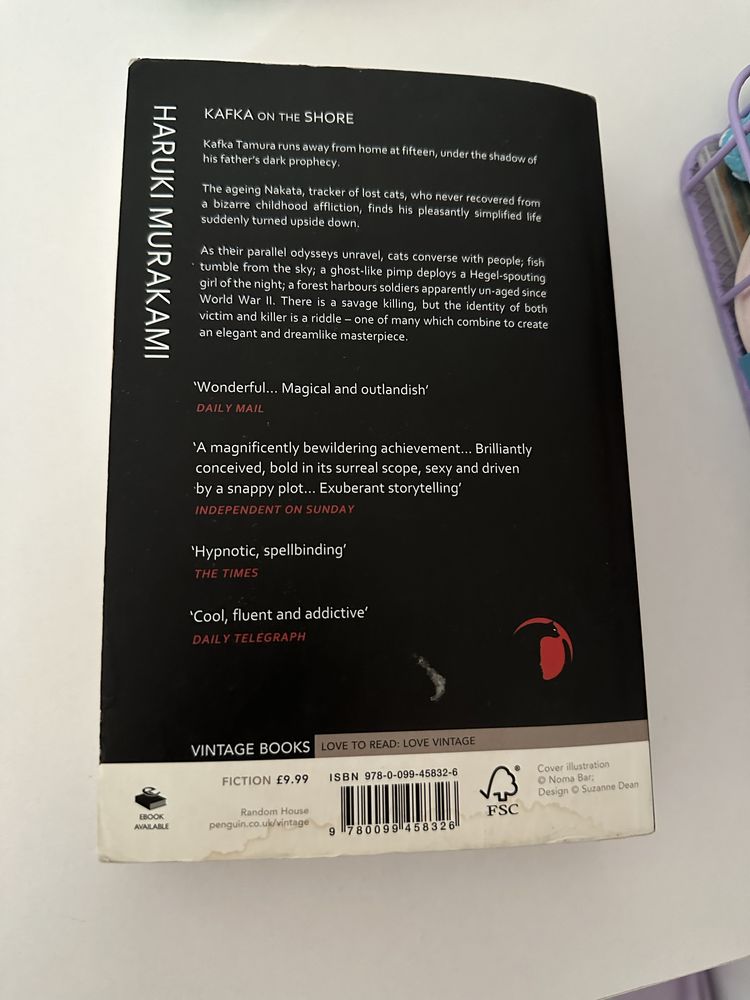 HARUKI MURAKAMI
KAFKA ON THE SHORE
Kafka Tamura runs away from home at fifteen, under the shadow of
his father's dark prophecy.
The ageing Nakata, tracker of lost cats, who never recovered from
a bizarre childhood affliction, finds his pleasantly simplified life
suddenly turned upside down.
As their parallel odysseys unravel, cats converse with people; fish
tumble from the sky; a ghost-like pimp deploys a Hegel-spouting
girl of the night; a forest harbours soldiers apparently un-aged since
World War II. There is a savage killing, but the identity of both
victim and killer is a riddle – one of many which combine to create
an elegant and dreamlike masterpiece.
‘Wonderful... Magical and outlandish’
DAILY MAIL
‘A magnificently bewildering achievement... Brilliantly
conceived, bold in its surreal scope, sexy and driven
by a snappy plot... Exuberant storytelling’
INDEPENDENT ON SUNDAY
‘Hypnotic, spellbinding’
THE TIMES
‘Cool, fluent and addictive’
DAILY TELEGRAPH
VINTAGE BOOKS LOVE TO READ: LOVE VINTAGE
EBOOK
AVAILABLE
FICTION £9.99
Random House
penguin.co.uk/vintage
ISBN 978-0-099-45832-6
9 780099 458326
®
FSC
Cover illustration
© Noma Bar;
Design © Suzanne Dean